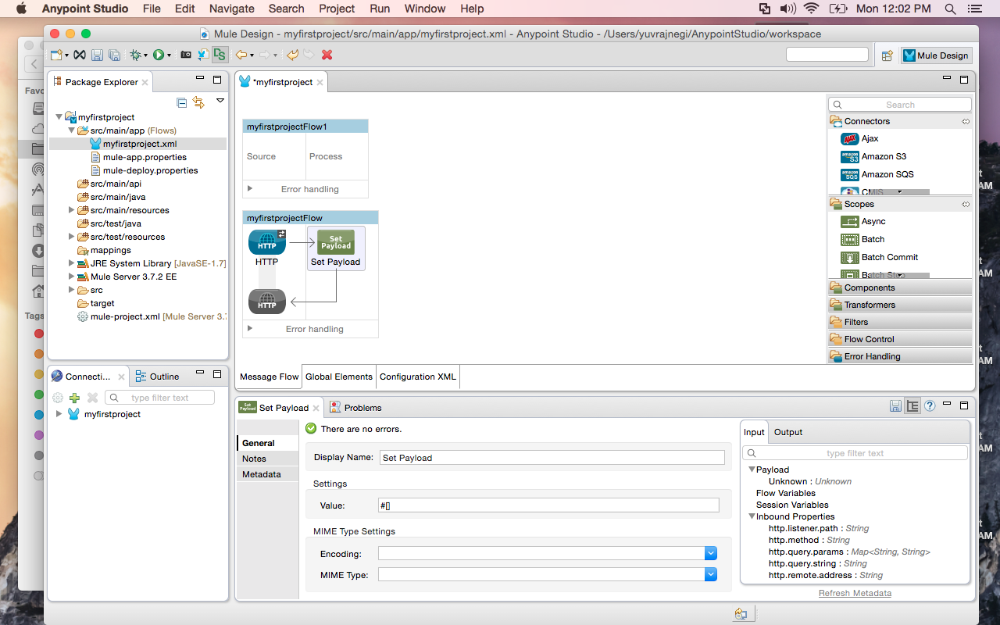 Anypoint Studio File Edit Navigate Search Project Run Window Help Mon 12:02 PM
Mule Design - myfirstproject/src/main/app/myfirstproject.xml - Anypoint Studio - /Users/yuvrajnegi/AnypointStudio/workspace
Mule Design
Package Explorer
myfirstproject
src/main/app (Flows)
myfirstproject.xml
mule-app.properties
mule-deploy.properties
src/main/api
src/main/java
src/main/resources
src/test/java
src/test/resources
mappings
JRE System Library [JavaSE-1.7]
Mule Server 3.7.2 EE
src
target
mule-project.xml [Mule Server 3.7
Favo
Tags
Connecti...
Outline
type filter text
myfirstproject
*myfirstproject
myfirstprojectFlow1
Source
Process
Error handling
myfirstprojectFlow
HTTP
Set
Payload
HTTP
Set Payload
HTTP
Error handling
Message Flow
Global Elements
Configuration XML
Search
Connectors
Ajax
Amazon S3
Amazon SQS
CMIS
Scopes
Async
Batch
Batch Commit
Batch Step
Components
Transformers
Filters
Flow Control
Error Handling
Set Payload
Problems
There are no errors.
General
Notes
Metadata
Display Name: Set Payload
Settings
Value: #[]
MIME Type Settings
Encoding:
MIME Type:
Input
Output
type filter text
Payload
Unknown : Unknown
Flow Variables
Session Variables
Inbound Properties
http.listener.path : String
http.method : String
http.query.params : Map<String, String>
http.query.string : String
http.remote.address : String
Refresh Metadata